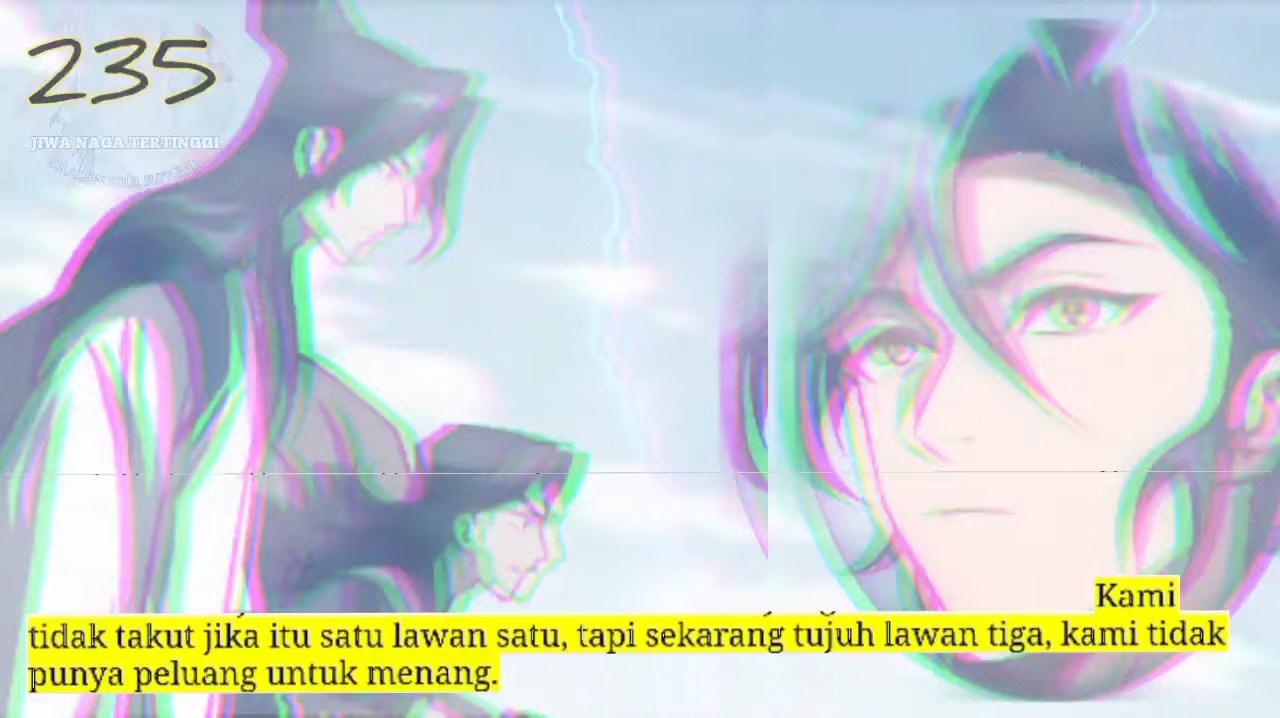 235
JIWA NAGA TERTINGGI
Kami
tidak takut jika itu satu lawan satu, tapi sekarang tujuh lawan tiga, kami tidak
punya peluang untuk menang.